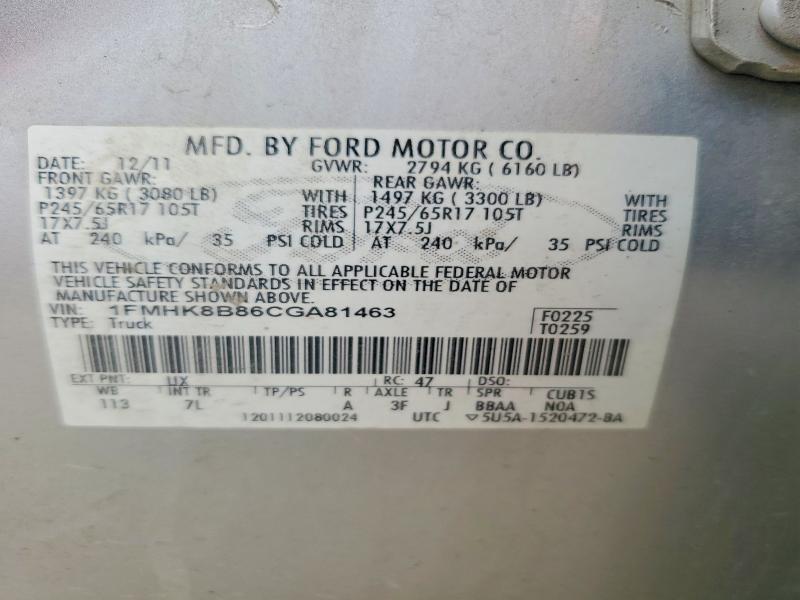 MFD. BY FORD MOTOR CO.
DATE: 12/11 GVWR: 2794 KG ( 6160 LB)
FRONT GAWR: REAR GAWR:
1397 KG ( 3080 LB) WITH 1497 KG ( 3300 LB) WITH
P245/65R17 105T TIRES P245/65R17 105T TIRES
17X7.5J RIMS 17X7.5J RIMS
AT 240 kPa/ 35 PSI COLD AT 240 kPa/ 35 PSI COLD
THIS VEHICLE CONFORMS TO ALL APPLICABLE FEDERAL MOTOR
VEHICLE SAFETY STANDARDS IN EFFECT ON THE DATE OF
MANUFACTURE SHOWN ABOVE.
VIN: 1FMHK8B86CGA81463 F0225
TYPE: Truck T0259
EXT PNT: UX RC: 47 DSO:
WB INT TR TP/PS R AXLE TR SPR CUB1S
113 7L A 3F J BBAA N0A
1201112080024 UTC ▽5U5A-1520472-BA